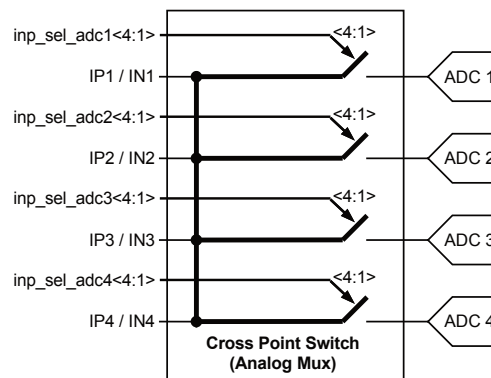 inp_sel_adc1<4:1>
<4:1>
IP1 / IN1
ADC 1
inp_sel_adc2<4:1>
<4:1>
IP2 / IN2
ADC 2
inp_sel_adc3<4:1>
<4:1>
IP3 / IN3
ADC 3
inp_sel_adc4<4:1>
<4:1>
IP4 / IN4
ADC 4
Cross Point Switch
(Analog Mux)